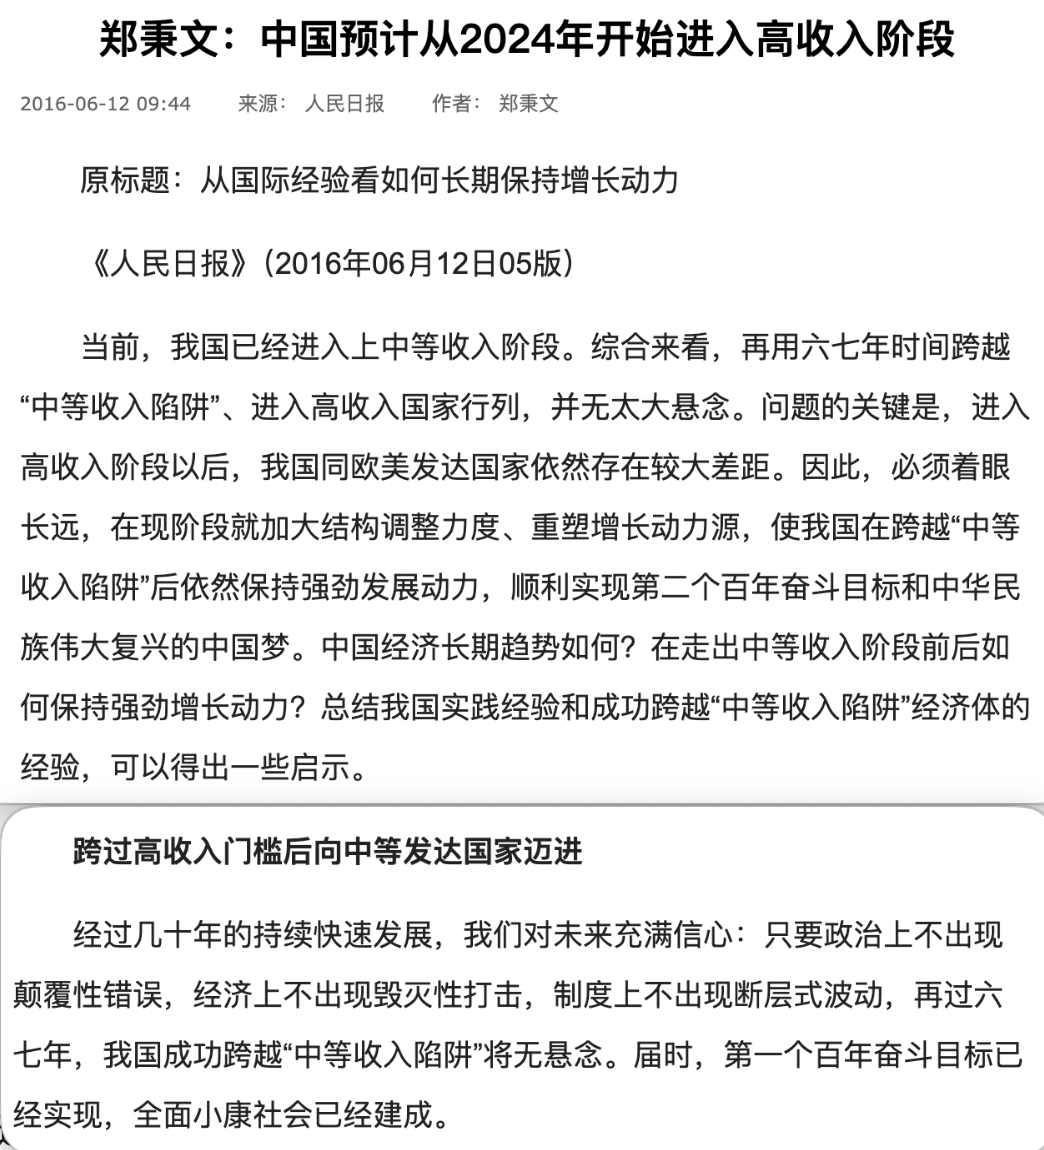 郑秉文：中国预计从2024年开始进入高收入阶段
2016-06-12 09:44 来源： 人民日报 作者： 郑秉文
原标题：从国际经验看如何长期保持增长动力
《人民日报》（2016年06月12日05版）
当前，我国已经进入上中等收入阶段。综合来看，再用六七年时间跨越
“中等收入陷阱”、进入高收入国家行列，并无太大悬念。问题的关键是，进入
高收入阶段以后，我国同欧美发达国家依然存在较大差距。因此，必须着眼
长远，在现阶段就加大结构调整力度、重塑增长动力源，使我国在跨越“中等
收入陷阱”后依然保持强劲发展动力，顺利实现第二个百年奋斗目标和中华民
族伟大复兴的中国梦。中国经济长期趋势如何？在走出中等收入阶段前后如
何保持强劲增长动力？总结我国实践经验和成功跨越“中等收入陷阱”经济体的
经验，可以得出一些启示。
跨过高收入门槛后向中等发达国家迈进
经过几十年的持续快速发展，我们对未来充满信心：只要政治上不出现
颠覆性错误，经济上不出现毁灭性打击，制度上不出现断层式波动，再过六
七年，我国成功跨越“中等收入陷阱”将无悬念。届时，第一个百年奋斗目标已
经实现，全面小康社会已经建成。